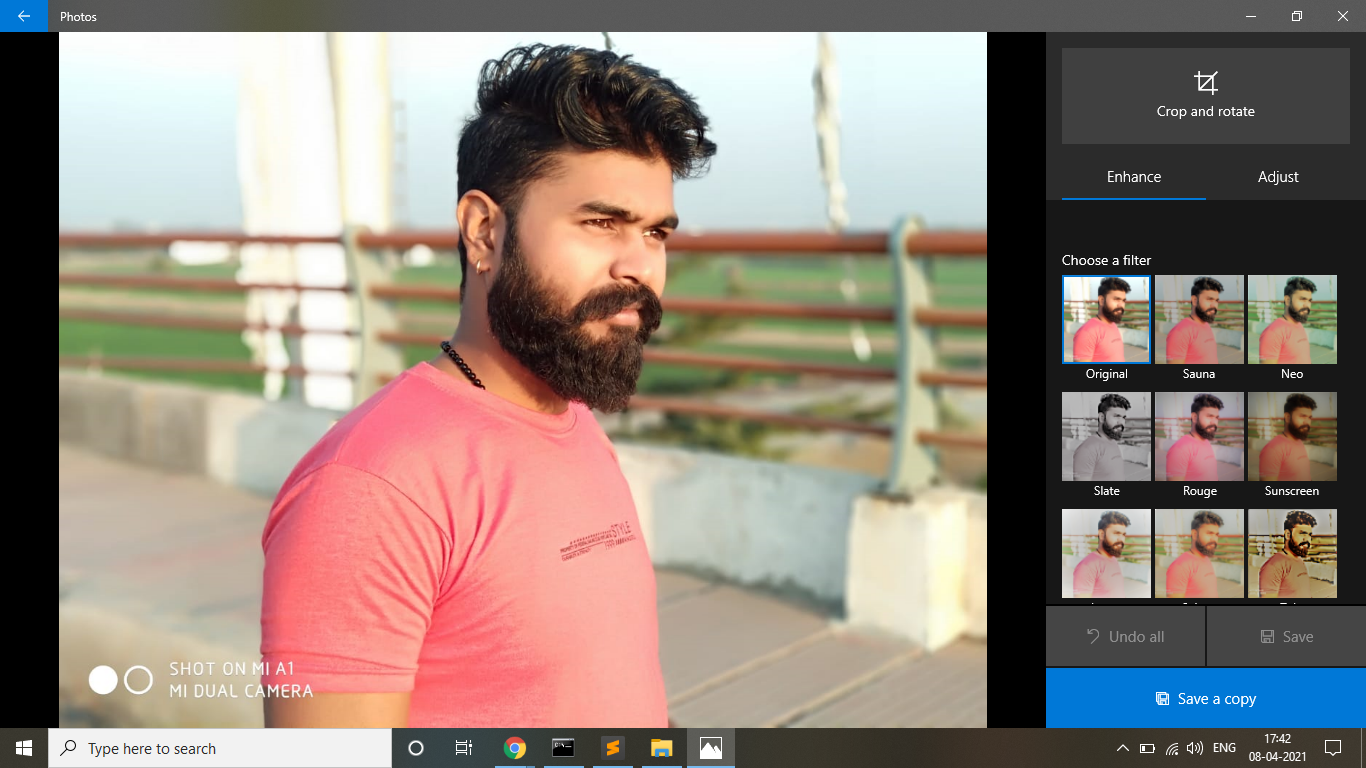 Photos
Crop and rotate
Enhance
Adjust
Choose a filter
Original
Sauna
Neo
Slate
Rouge
Sunscreen
STYLE
SHOT ON MI A1
MI DUAL CAMERA
Undo all
Save
Save a copy
Type here to search
ENG
17:42
08-04-2021